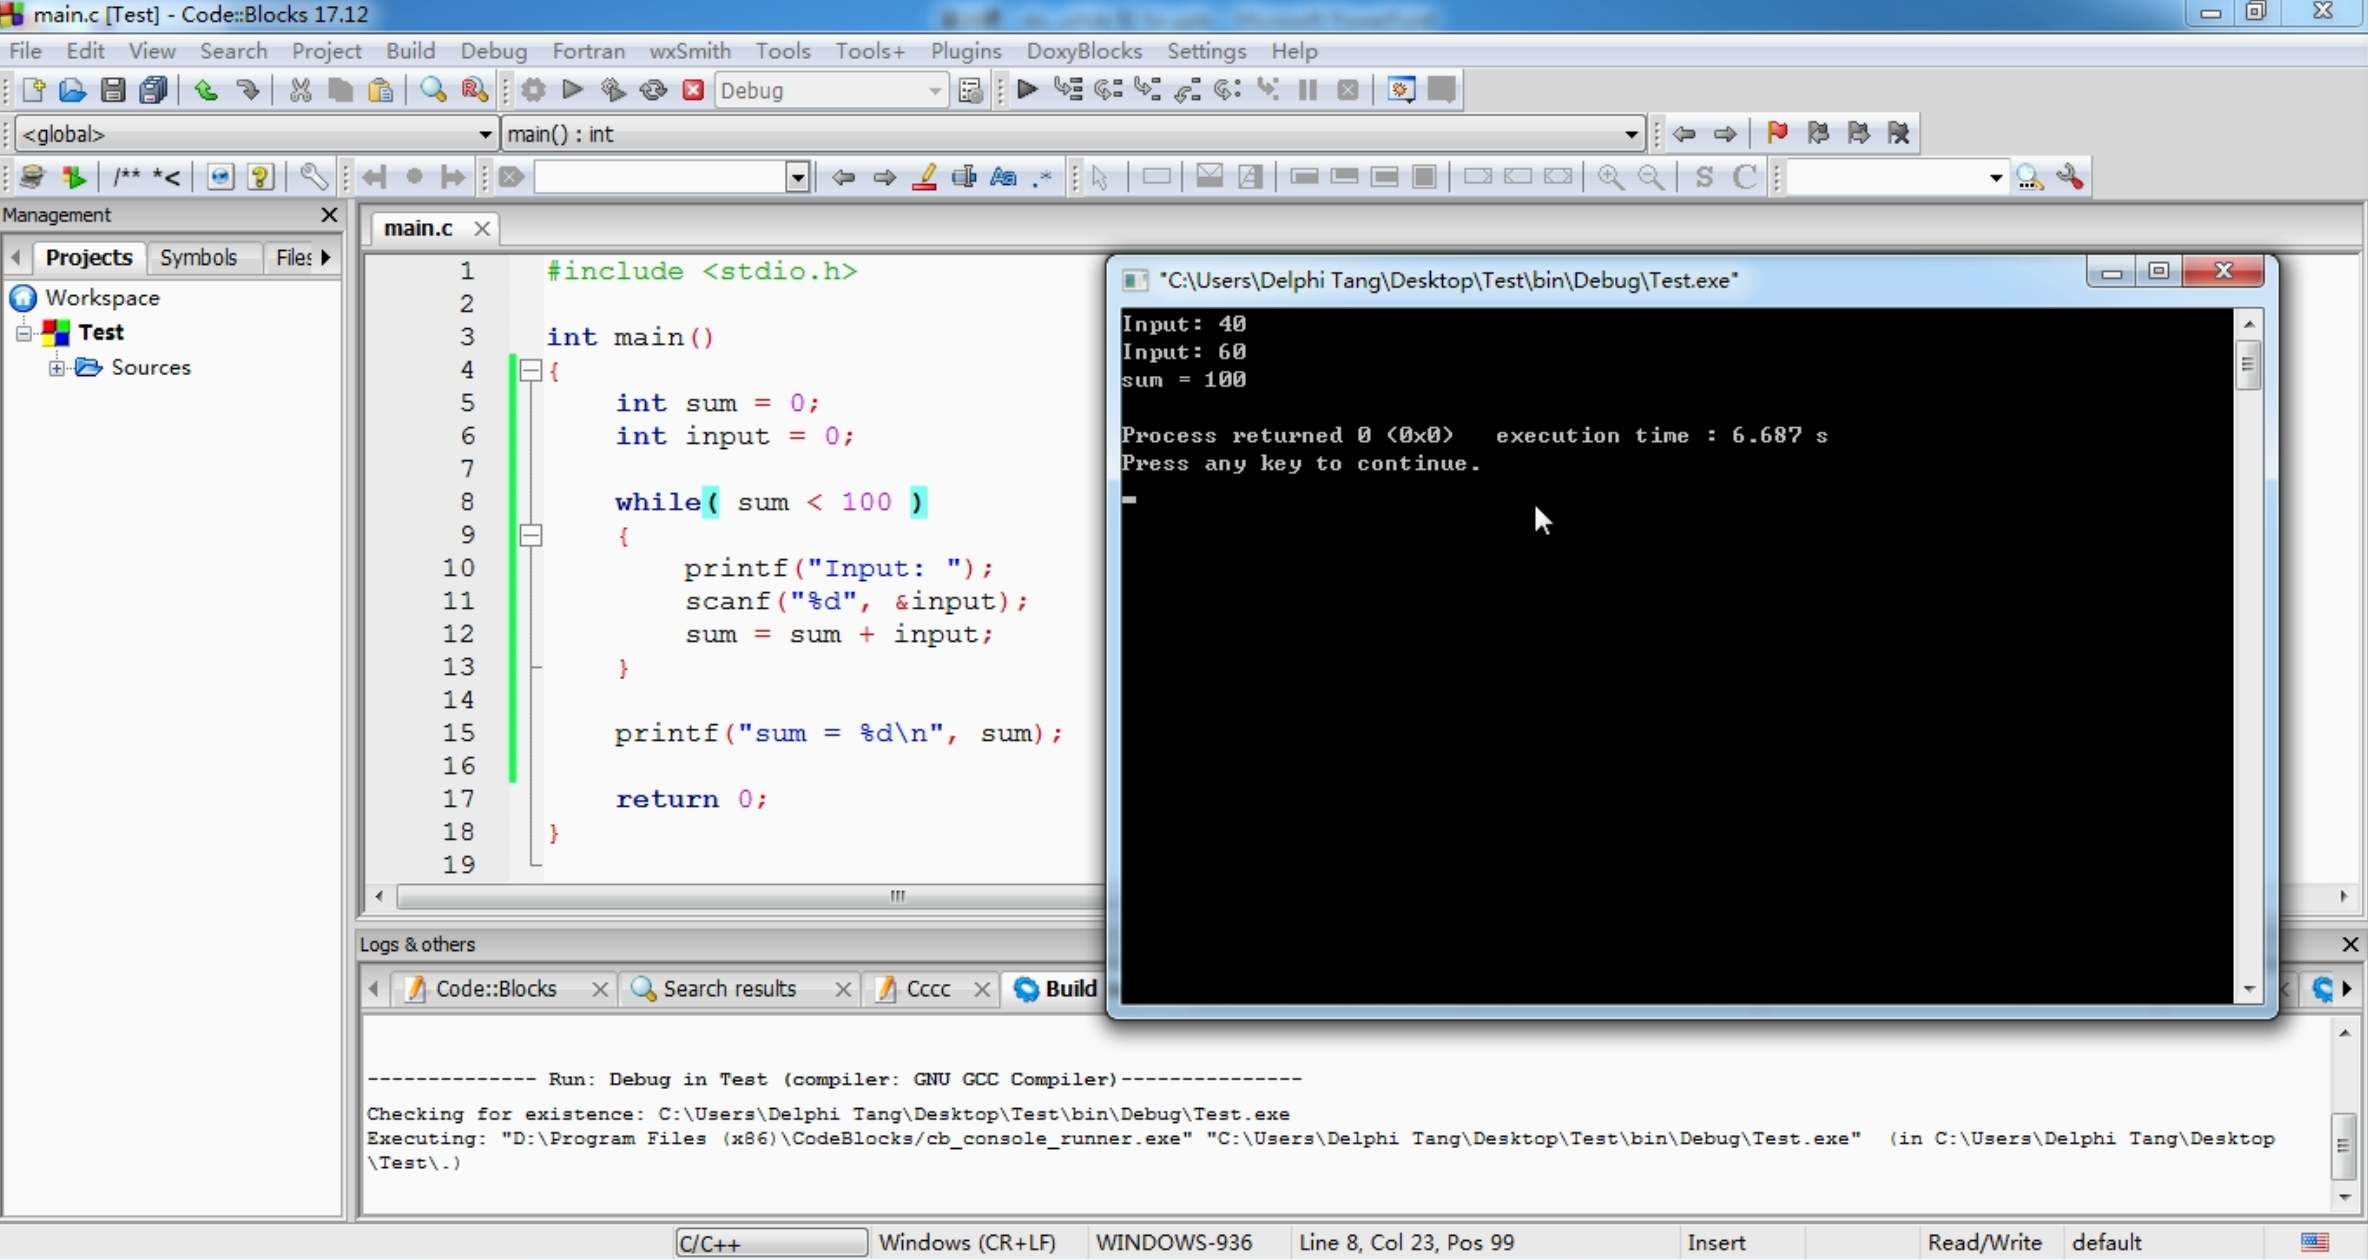 main.c [Test] - Code::Blocks 17.12
File Edit View Search Project Build Debug Fortran wxSmith Tools Tools+ Plugins DoxyBlocks Settings Help
Debug
<global> main() : int
/** *<
Aa .* S C
Management
Projects Symbols Files
Workspace
Test
Sources
main.c
1 #include <stdio.h>
2
3 int main()
4 {
5 int sum = 0;
6 int input = 0;
7
8 while( sum < 100 )
9 {
10 printf("Input: ");
11 scanf("%d", &input);
12 sum = sum + input;
13 }
14
15 printf("sum = %d\n", sum);
16
17 return 0;
18 }
19
"C:\Users\Delphi Tang\Desktop\Test\bin\Debug\Test.exe"
Input: 40
Input: 60
sum = 100
Process returned 0 (0x0) execution time : 6.687 s
Press any key to continue.
Logs & others
Code::Blocks Search results Cccc Build
-------------- Run: Debug in Test (compiler: GNU GCC Compiler)---------------
Checking for existence: C:\Users\Delphi Tang\Desktop\Test\bin\Debug\Test.exe
Executing: "D:\Program Files (x86)\CodeBlocks/cb_console_runner.exe" "C:\Users\Delphi Tang\Desktop\Test\bin\Debug\Test.exe" (in C:\Users\Delphi Tang\Desktop
\Test\.)
C/C++ Windows (CR+LF) WINDOWS-936 Line 8, Col 23, Pos 99 Insert Read/Write default